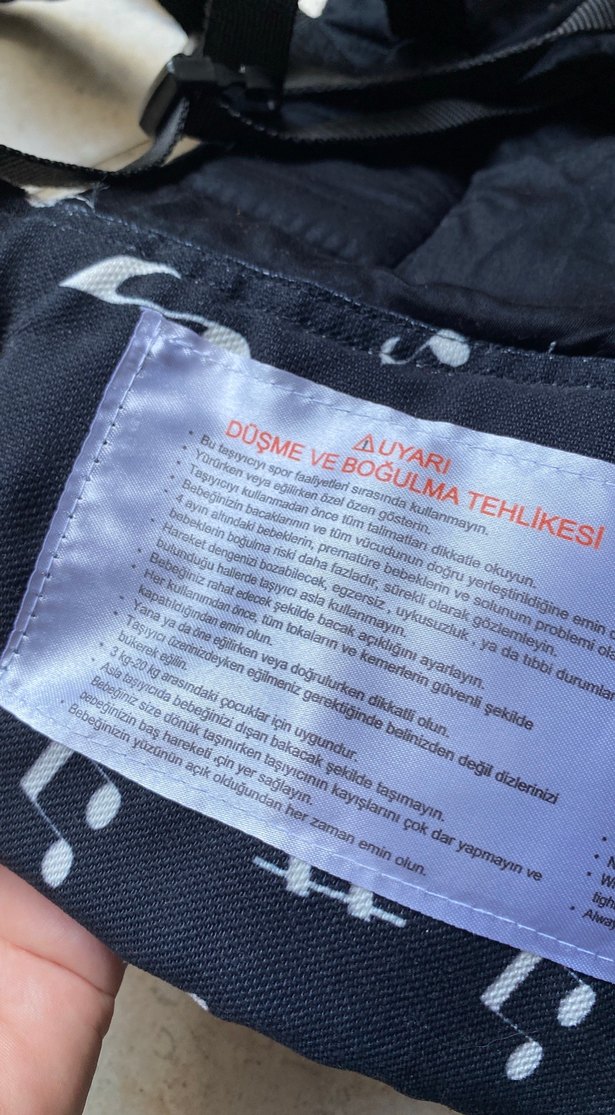 ⚠UYARI
DÜŞME VE BOĞULMA TEHLİKESİ
• Bu taşıyıcıyı spor faaliyetleri sırasında kullanmayın.
• Yürürken veya eğilirken özel özen gösterin.
• Taşıyıcıyı kullanmadan önce tüm talimatları dikkatle okuyun.
• Bebeğinizin bacaklarının ve tüm vücudunun doğru yerleştirildiğine emin
• 4 ayın altındaki bebeklerin, prematüre bebeklerin ve solunum problemi
bebeklerin boğulma riski daha fazladır, sürekli olarak gözlemleyin.
• Hareket dengenizi bozabilecek, egzersiz , uykusuzluk , ya da tıbbi
bulunduğu hallerde taşıyıcı asla kullanmayın.
• Bebeğiniz rahat edecek şekilde bacak açıklığını ayarlayın.
• Her kullanımdan önce, tüm tokaların ve kemerlerin güvenli şekilde
kapatıldığından emin olun.
• Yana ya da öne eğilirken veya doğrulurken dikkatli olun.
• Taşıyıcı üzerinizdeyken eğilmeniz gerektiğinde belinizden değil dizlerinizi
bükerek eğilin.
• 3 kg-20 kg arasındaki çocuklar için uygundur.
• Asla taşıyıcıda bebeğinizi dışarı bakacak şekilde taşımayın.
Bebeğiniz size dönük taşınırken taşıyıcının kayışlarını çok dar yapmayın ve
bebeğinizin baş hareketi için yer sağlayın.
• Bebeğinizin yüzünün açık olduğundan her zaman emin olun.